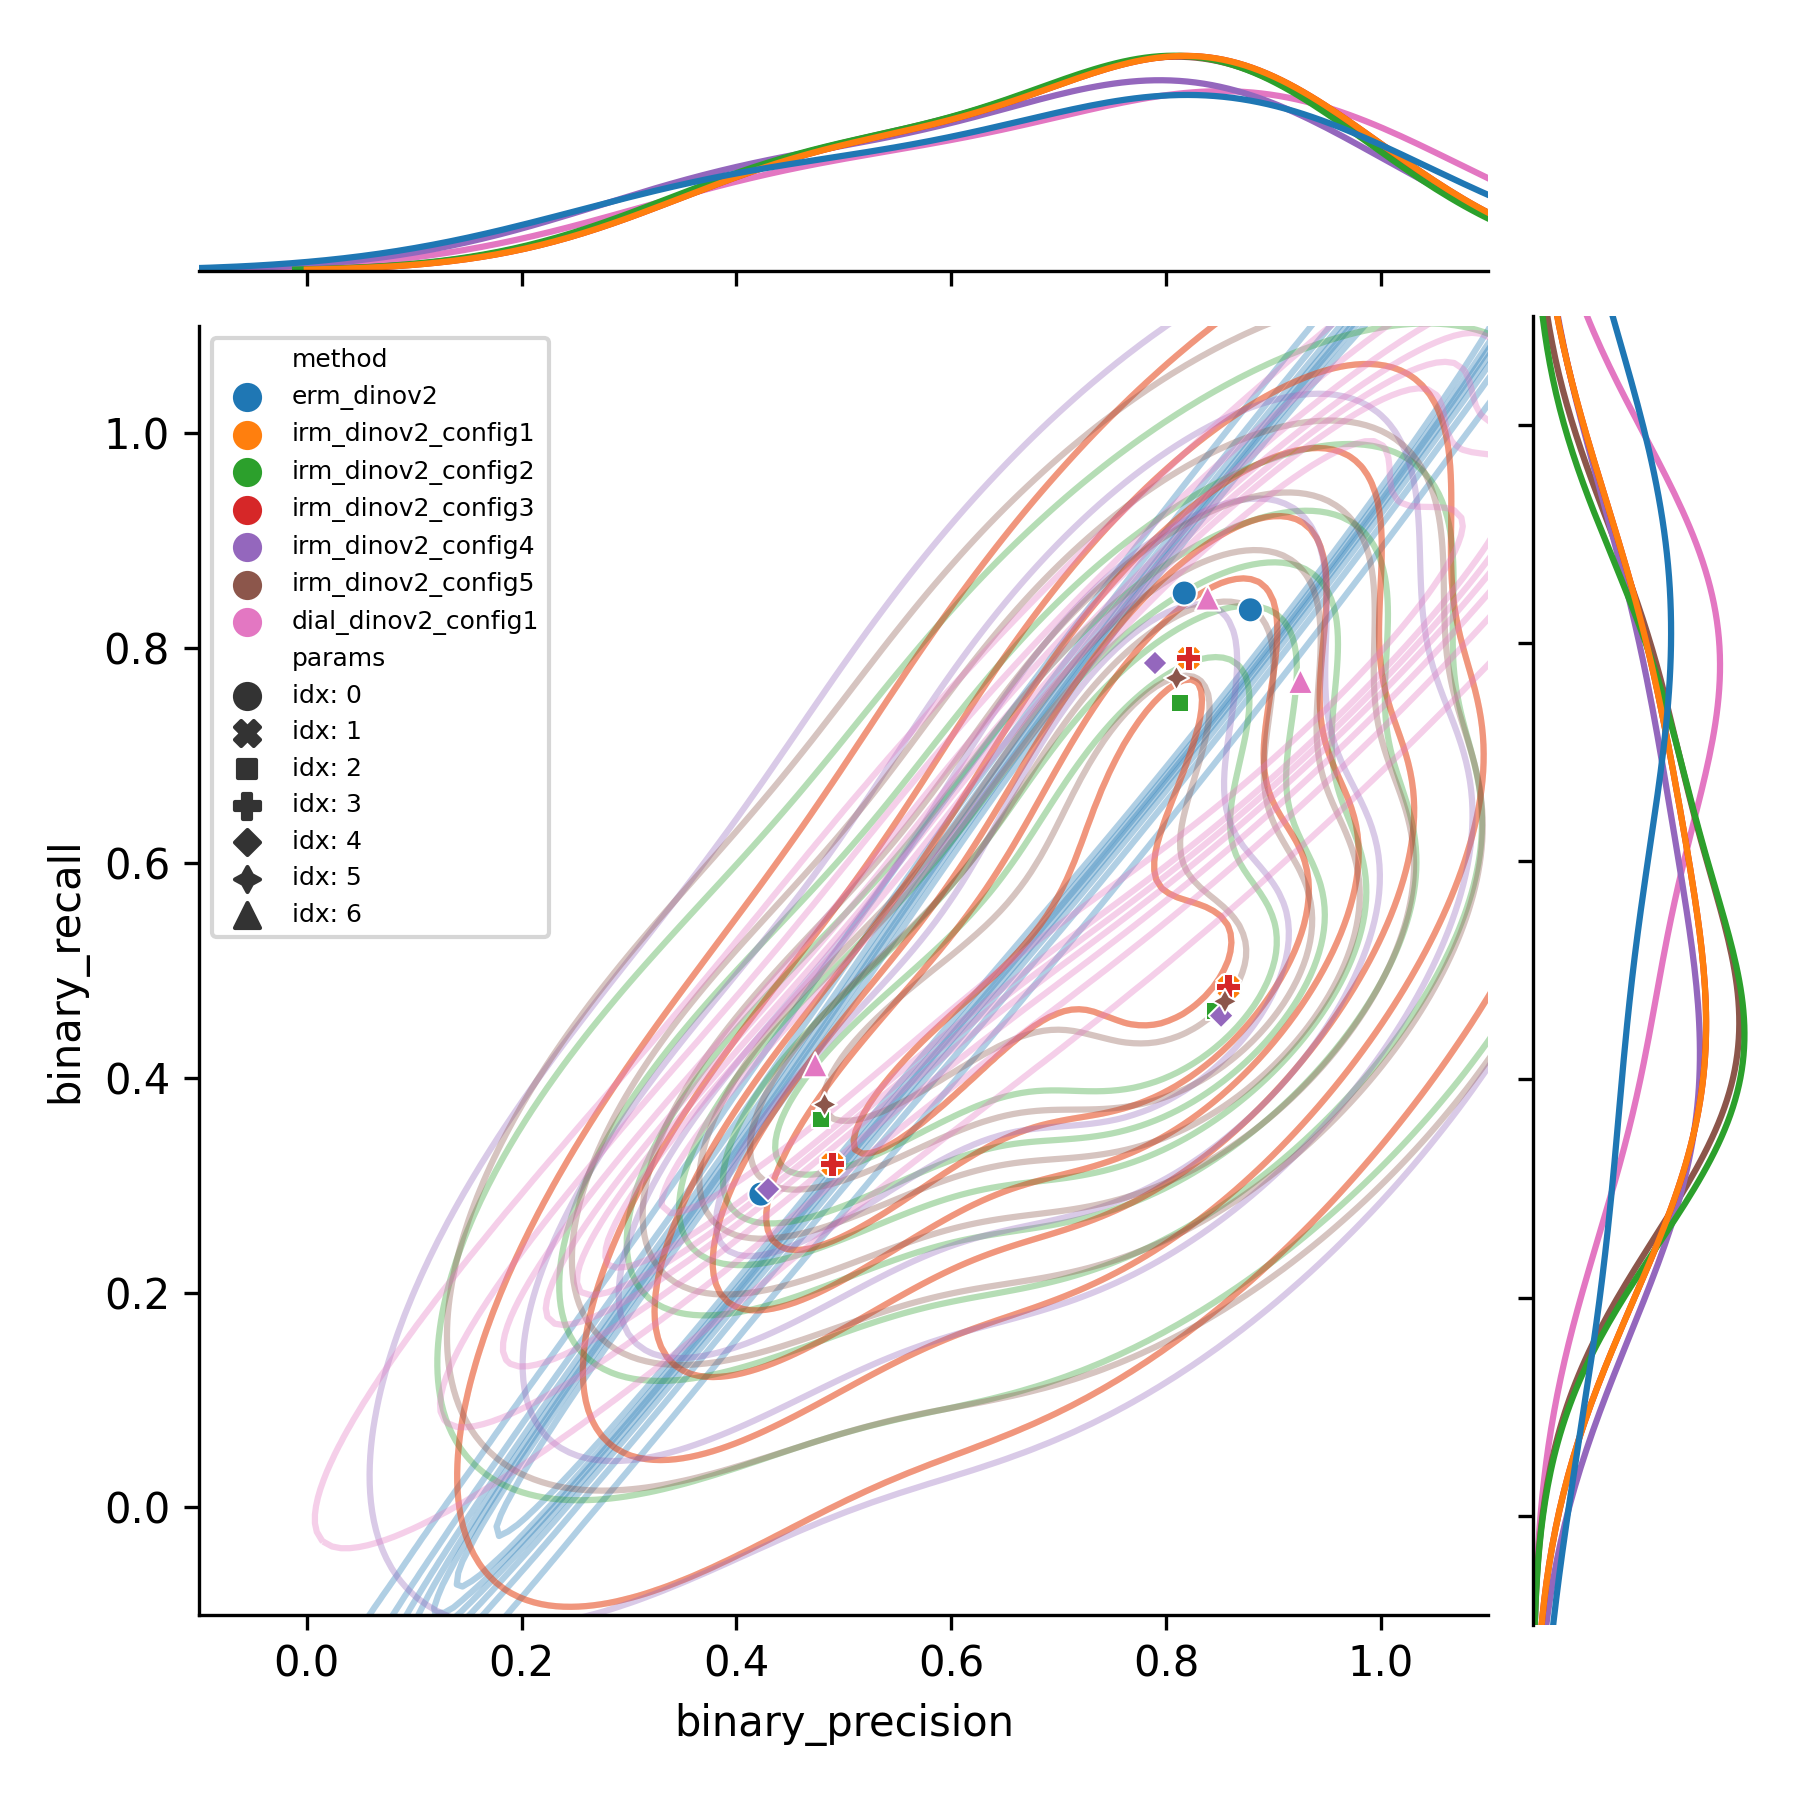 method
erm_dinov2
irm_dinov2_config1
irm_dinov2_config2
irm_dinov2_config3
irm_dinov2_config4
irm_dinov2_config5
dial_dinov2_config1
params
idx: 0
idx: 1
idx: 2
idx: 3
idx: 4
idx: 5
idx: 6
1.0
0.8
0.6
0.4
0.2
0.0
binary_recall
0.0 0.2 0.4 0.6 0.8 1.0
binary_precision